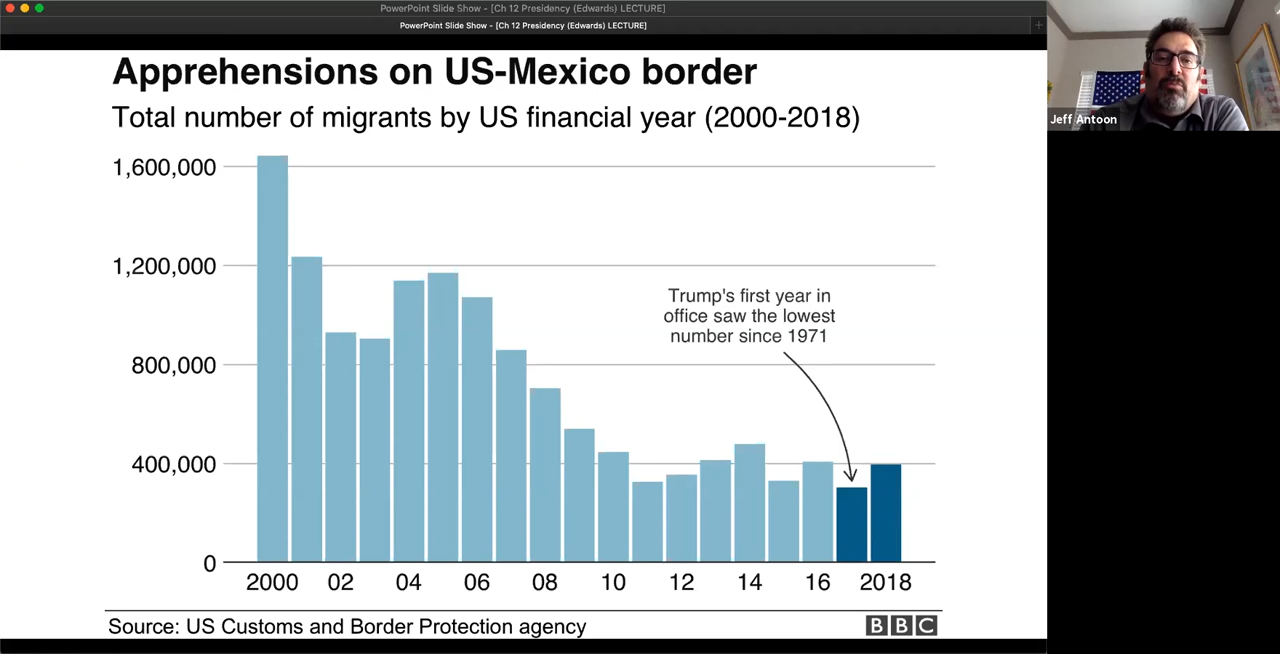 PowerPoint Slide Show - [Ch 12 Presidency (Edwards) LECTURE]
PowerPoint Slide Show - [Ch 12 Presidency (Edwards) LECTURE]
+
Jeff Antoon
Apprehensions on US-Mexico border
Total number of migrants by US financial year (2000-2018)
1,600,000
1,200,000
800,000
400,000
0
Trump's first year in
office saw the lowest
number since 1971
2000 02 04 06 08 10 12 14 16 2018
Source: US Customs and Border Protection agency
BBC